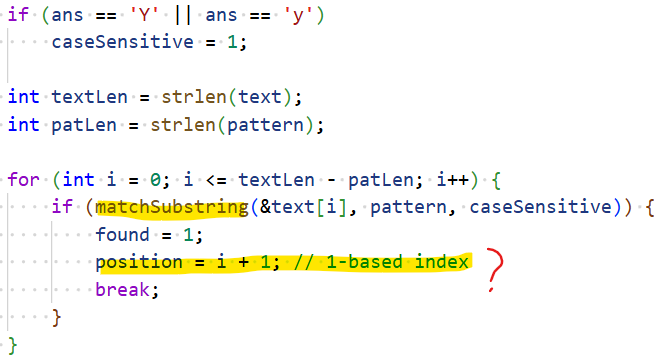 if (ans == 'Y' || ans == 'y')
    caseSensitive = 1;
int textLen = strlen(text);
int patLen = strlen(pattern);
for (int i = 0; i <= textLen - patLen; i++) {
    if (matchSubstring(&text[i], pattern, caseSensitive)) {
        found = 1;
        position = i + 1; // 1-based index ?
        break;
    }
}